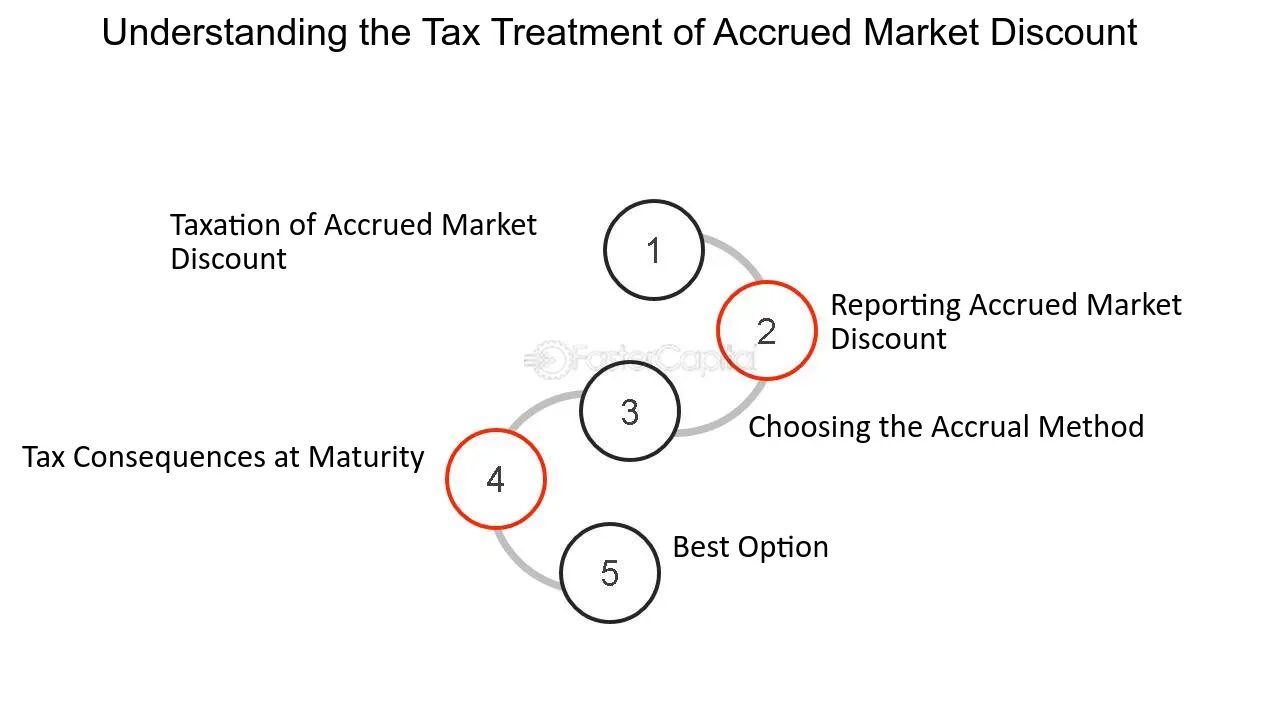 Understanding the Tax Treatment of Accrued Market Discount
Taxation of Accrued Market
Discount
1
2
Reporting Accrued Market
Discount
FasterCapital
3
Choosing the Accrual Method
Tax Consequences at Maturity
4
5
Best Option